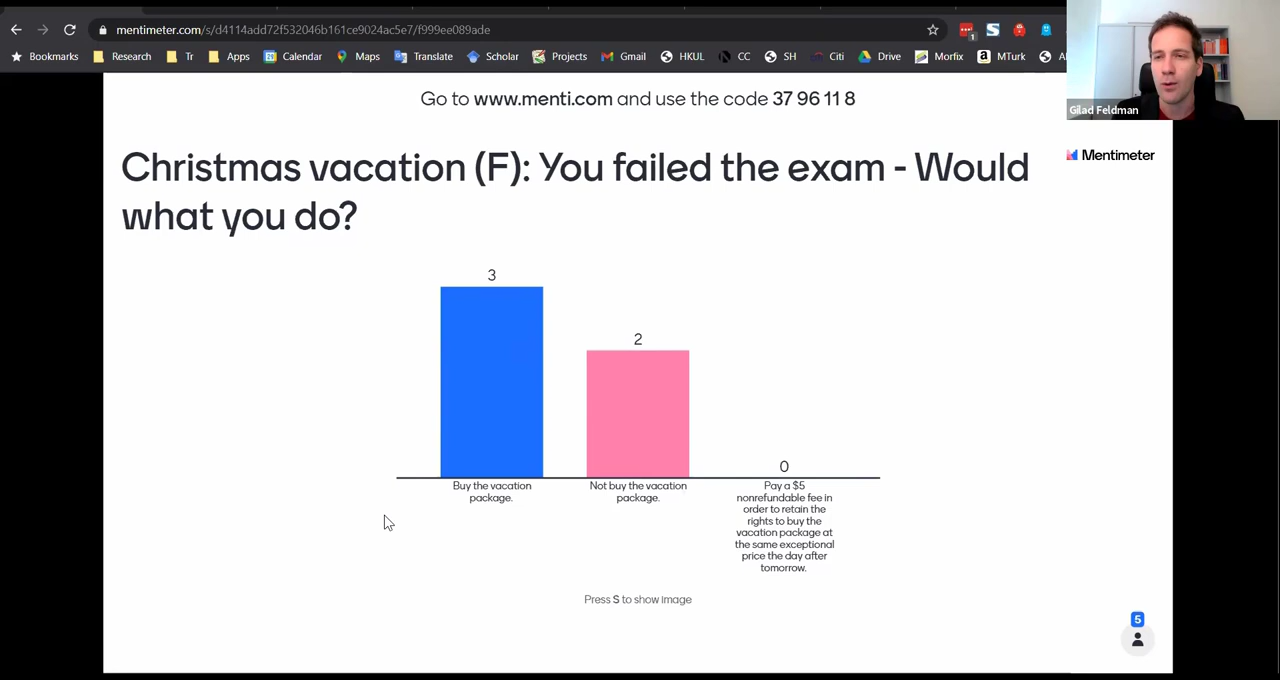 mentimeter.com/s/d4114add72f532046b161ce9024ac5e7/f999ee089ade
Bookmarks Research Tr Apps Calendar Maps Translate Scholar Projects Gmail HKUL CC SH Citi Drive Morfix MTurk
Gilad Feldman
Go to www.menti.com and use the code 37 96 11 8
Mentimeter
Christmas vacation (F): You failed the exam - Would
what you do?
3
2
0
Buy the vacation
package.
Not buy the vacation
package.
Pay a $5
nonrefundable fee in
order to retain the
rights to buy the
vacation package at
the same exceptional
price the day after
tomorrow.
Press S to show image
5